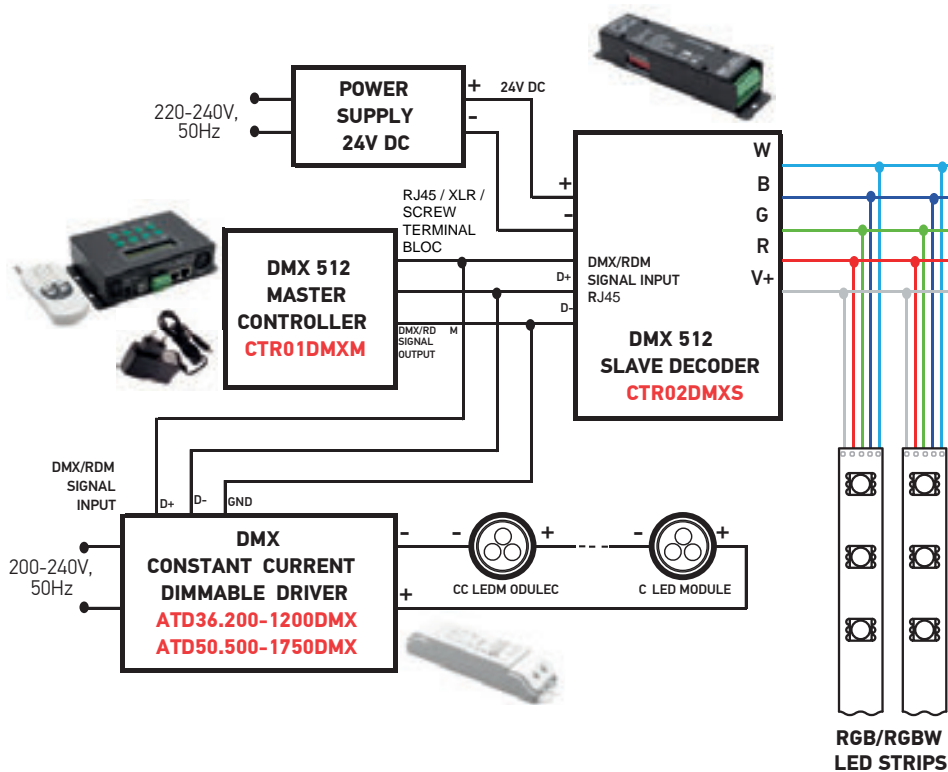 POWER
SUPPLY
24V DC
+
-
24V DC
220-240V,
50Hz
RJ45 / XLR /
SCREW
TERMINAL
BLOC
DMX 512
MASTER
CONTROLLER
CTR01DMXM
DMX/RD M
SIGNAL
OUTPUT
+
-
DMX/RDM
D+ SIGNAL INPUT
RJ45
D-
DMX 512
SLAVE DECODER
CTR02DMXS
W
B
G
R
V+
DMX/RDM
SIGNAL
INPUT
D+ D- GND
200-240V,
50Hz
DMX
CONSTANT CURRENT
DIMMABLE DRIVER
ATD36.200-1200DMX
ATD50.500-1750DMX
-
+
- +
- +
CC LEDM ODULEC
C LED MODULE
RGB/RGBW
LED STRIPS